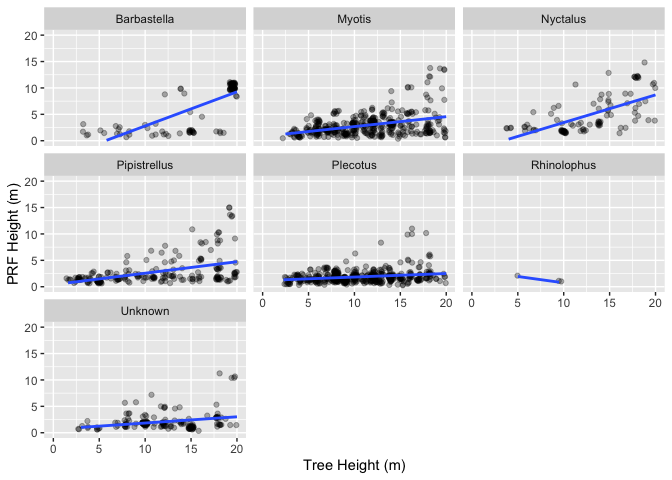 Barbastella Myotis Nyctalus
20
15
10
5
0
Pipistrellus Plecotus Rhinolophus
20
15
10
5
0
0 5 10 15 20 0 5 10 15 20
Unknown
20
15
10
5
0
0 5 10 15 20
PRF Height (m)
Tree Height (m)